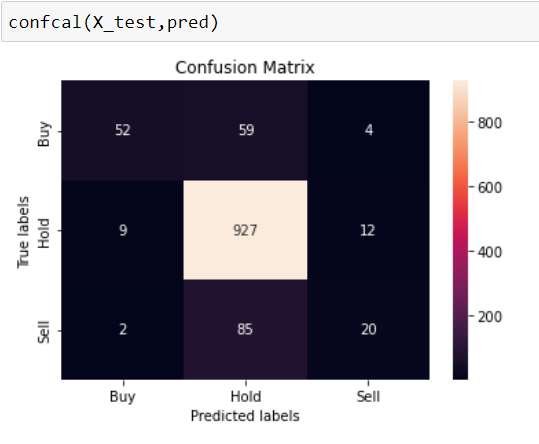 confcal(X_test,pred)
Confusion Matrix
Buy 52 59 4
Hold 9 927 12
Sell 2 85 20
Buy Hold Sell
True labels
Predicted labels
800
600
400
200